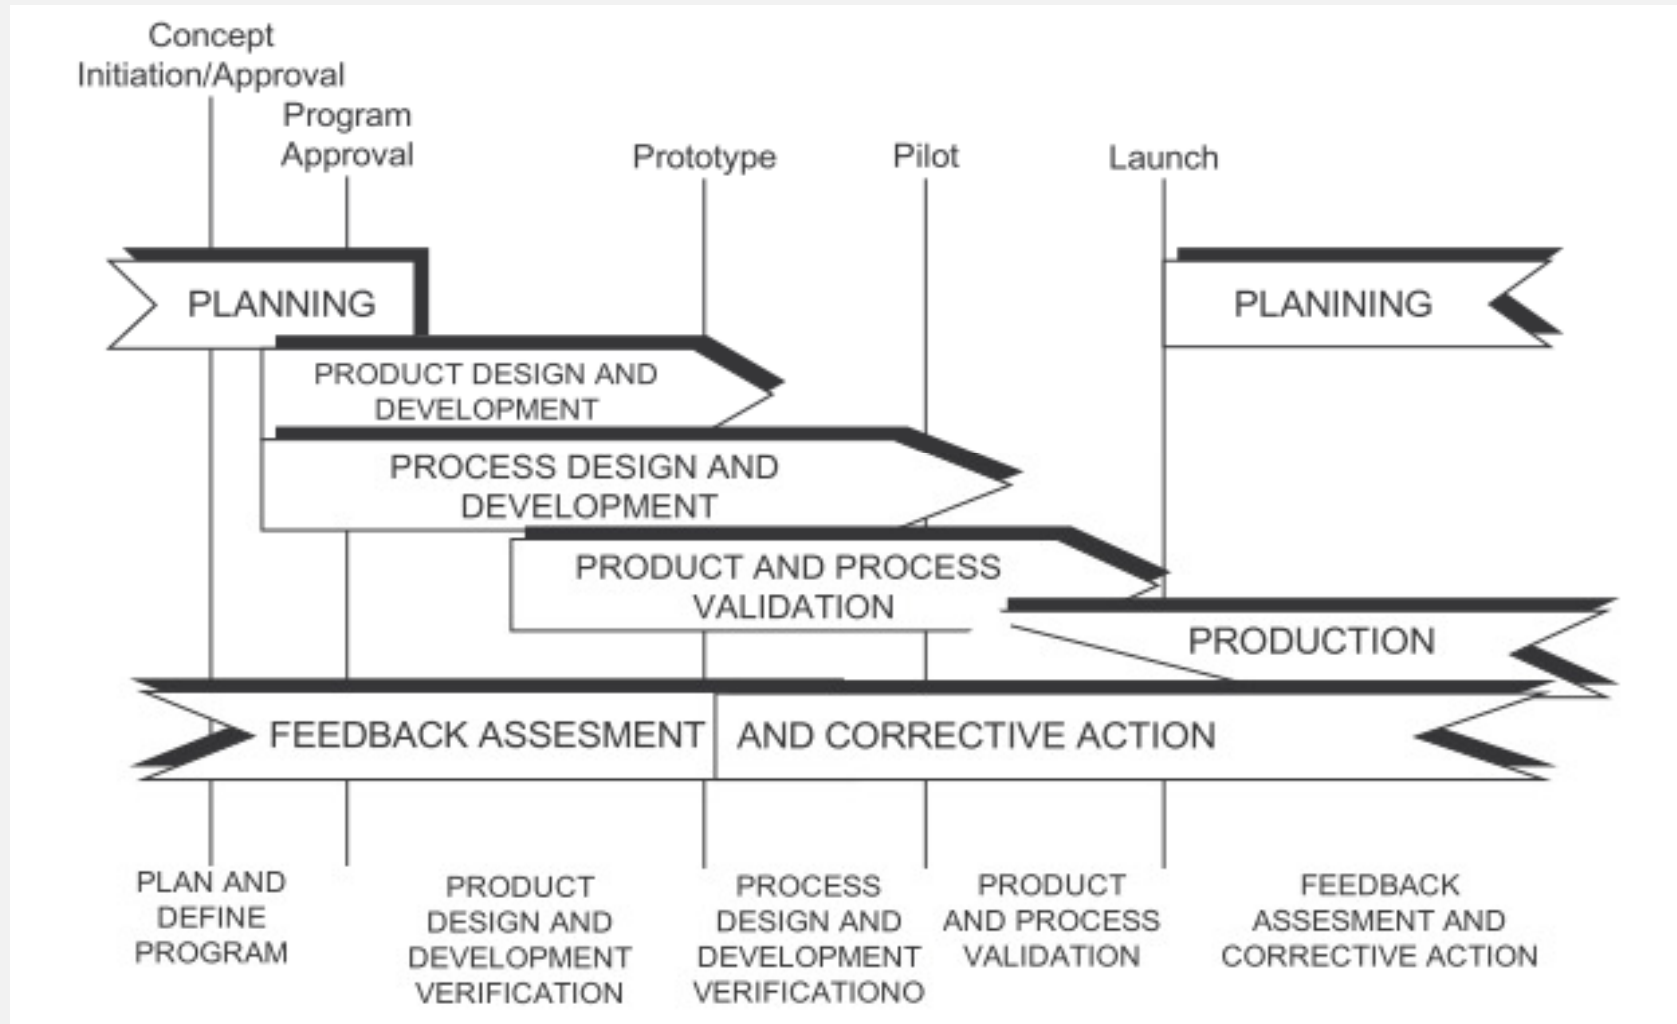 Concept
Initiation/Approval
Program
Approval
Prototype
Pilot
Launch
PLANNING
PLANINING
PRODUCT DESIGN AND
DEVELOPMENT
PROCESS DESIGN AND
DEVELOPMENT
PRODUCT AND PROCESS
VALIDATION
PRODUCTION
FEEDBACK ASSESMENT AND CORRECTIVE ACTION
PLAN AND
DEFINE
PROGRAM
PRODUCT
DESIGN AND
DEVELOPMENT
VERIFICATION
PROCESS
DESIGN AND
DEVELOPMENT
VERIFICATIONO
PRODUCT
AND PROCESS
VALIDATION
FEEDBACK
ASSESMENT AND
CORRECTIVE ACTION